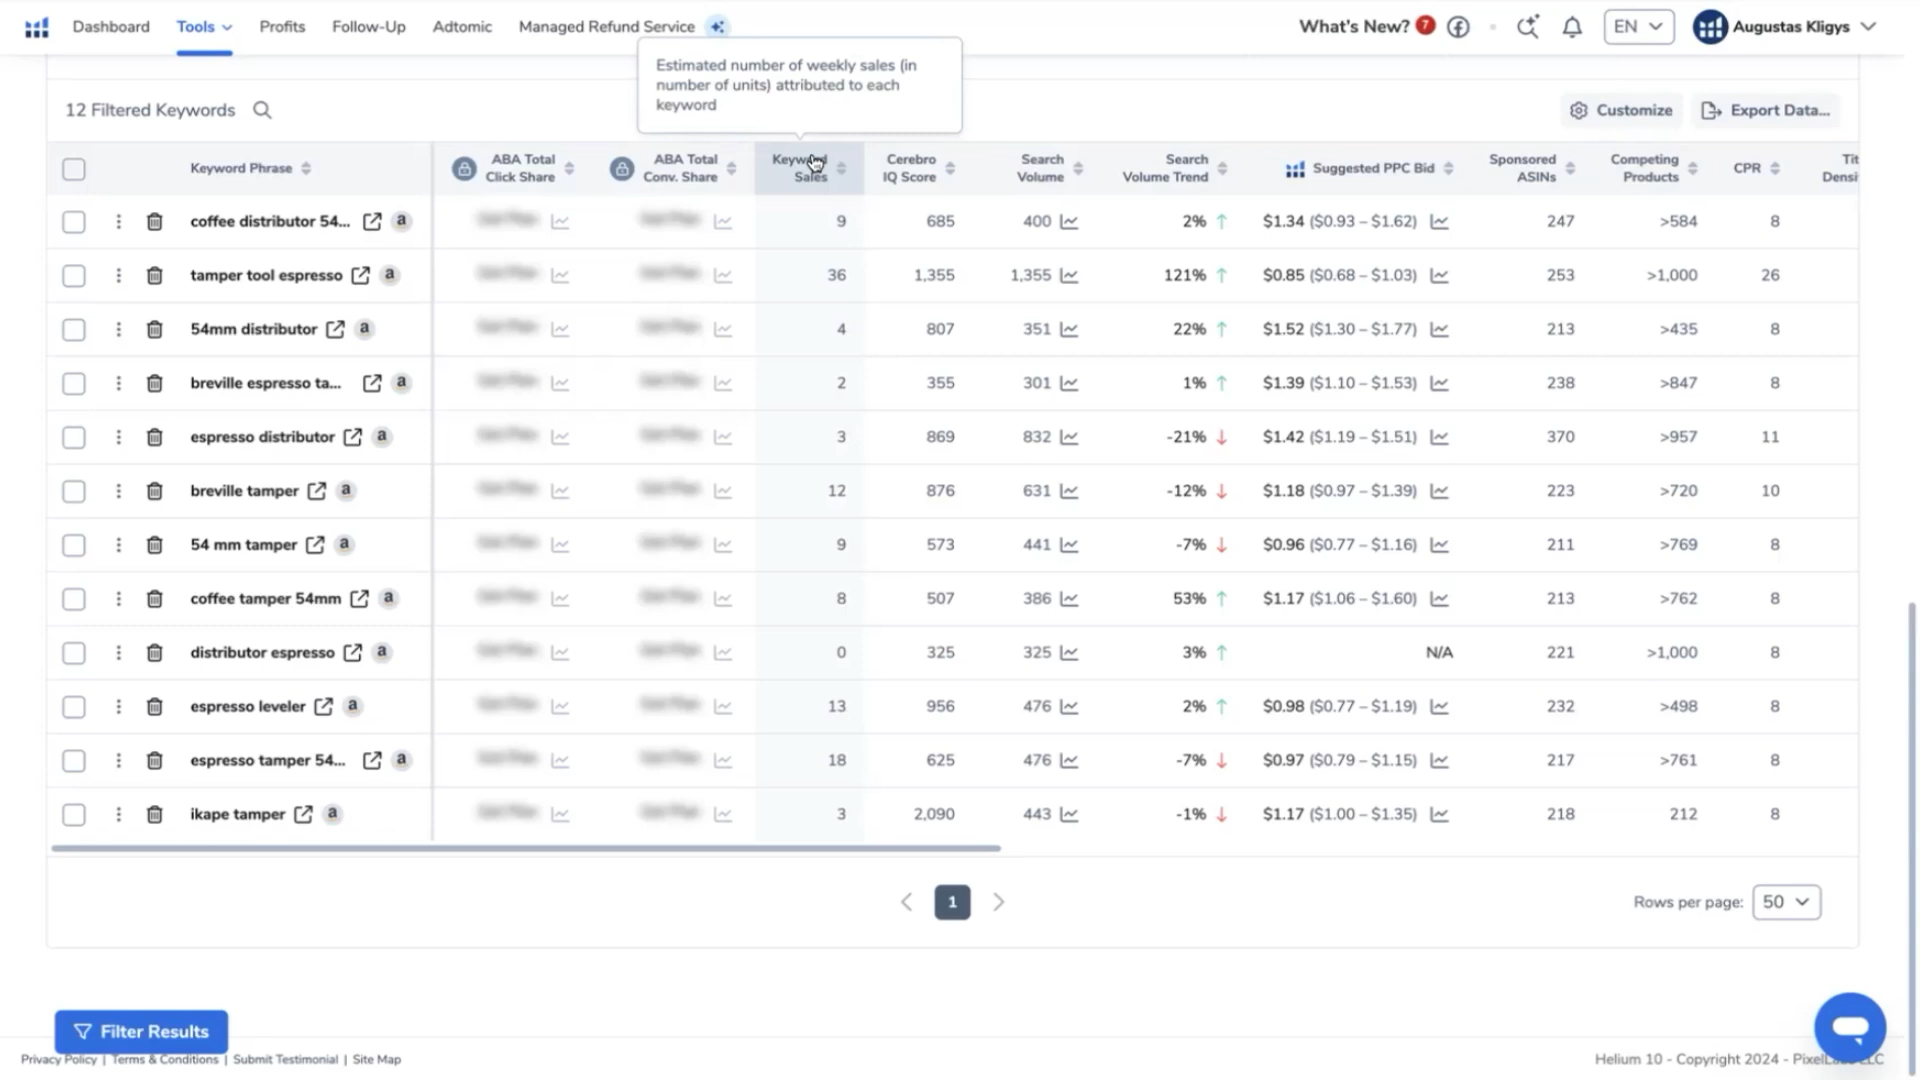 Dashboard Tools Profits Follow-Up Adtomic Managed Refund Service What's New? 7 EN Augustas Kligys
Estimated number of weekly sales (in
number of units) attributed to each
keyword
12 Filtered Keywords Customize Export Data...
Keyword Phrase ABA Total Click Share ABA Total Conv. Share Keyword Sales Cerebro IQ Score Search Volume Search Volume Trend Suggested PPC Bid Sponsored ASINs Competing Products CPR Tit Densi
coffee distributor 54... a 9 685 400 2% ↑ $1.34 ($0.93 – $1.62) 247 >584 8
tamper tool espresso a 36 1,355 1,355 121% ↑ $0.85 ($0.68 – $1.03) 253 >1,000 26
54mm distributor a 4 807 351 22% ↑ $1.52 ($1.30 – $1.77) 213 >435 8
breville espresso ta... a 2 355 301 1% ↑ $1.39 ($1.10 – $1.53) 238 >847 8
espresso distributor a 3 869 832 -21% ↓ $1.42 ($1.19 – $1.51) 370 >957 11
breville tamper a 12 876 631 -12% ↓ $1.18 ($0.97 – $1.39) 223 >720 10
54 mm tamper a 9 573 441 -7% ↓ $0.96 ($0.77 – $1.16) 211 >769 8
coffee tamper 54mm a 8 507 386 53% ↑ $1.17 ($1.06 – $1.60) 213 >762 8
distributor espresso a 0 325 325 3% ↑ N/A 221 >1,000 8
espresso leveler a 13 956 476 2% ↑ $0.98 ($0.77 – $1.19) 232 >498 8
espresso tamper 54... a 18 625 476 -7% ↓ $0.97 ($0.79 – $1.15) 217 >761 8
ikape tamper a 3 2,090 443 -1% ↓ $1.17 ($1.00 – $1.35) 218 212 8
1 Rows per page: 50
Filter Results
Privacy Policy | Terms & Conditions | Submit Testimonial | Site Map Helium 10 - Copyright 2024 - LLC